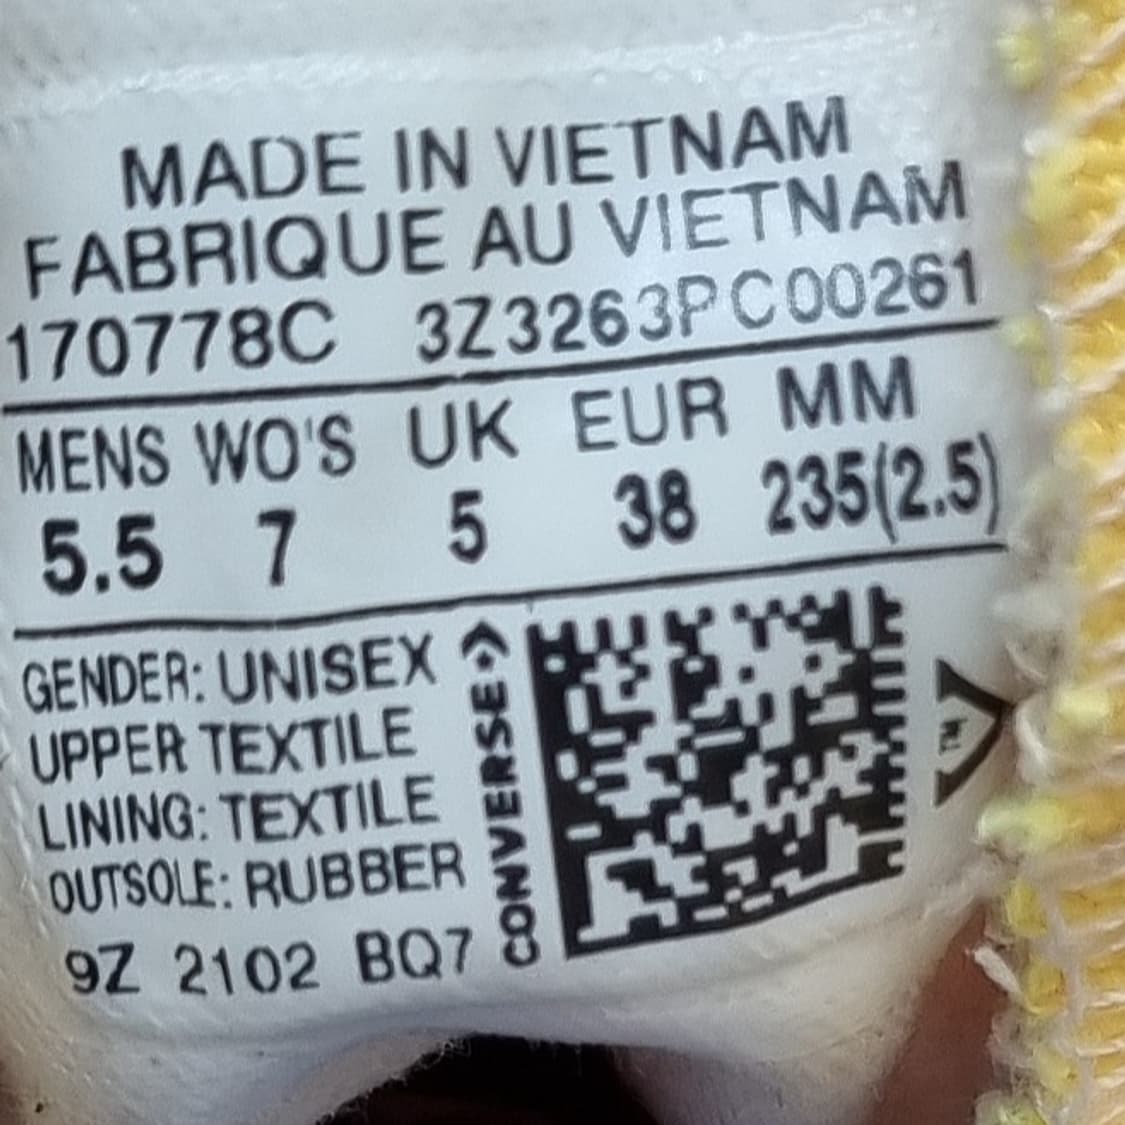 MADE IN VIETNAM
FABRIQUE AU VIETNAM
170778C 3Z3263PC00261
MENS WO'S UK EUR MM
5.5 7 5 38 235(2.5)
GENDER: UNISEX
UPPER TEXTILE
LINING: TEXTILE
OUTSOLE: RUBBER
9Z 2102 BQ7
CONVERSE